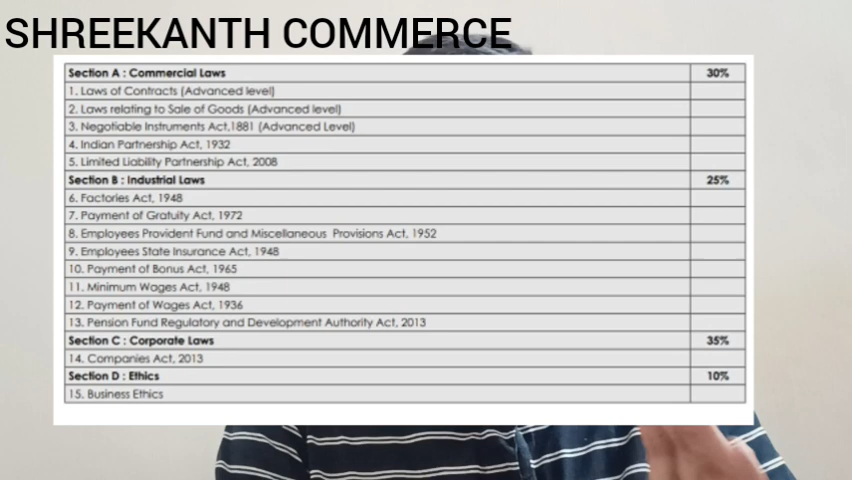 SHREEKANTH COMMERCE
Section A : Commercial Laws 30%
1. Laws of Contracts (Advanced level)
2. Laws relating to Sale of Goods (Advanced level)
3. Negotiable Instruments Act,1881 (Advanced Level)
4. Indian Partnership Act, 1932
5. Limited Liability Partnership Act, 2008
Section B : Industrial Laws 25%
6. Factories Act, 1948
7. Payment of Gratuity Act, 1972
8. Employees Provident Fund and Miscellaneous Provisions Act, 1952
9. Employees State Insurance Act, 1948
10. Payment of Bonus Act, 1965
11. Minimum Wages Act, 1948
12. Payment of Wages Act, 1936
13. Pension Fund Regulatory and Development Authority Act, 2013
Section C : Corporate Laws 35%
14. Companies Act, 2013
Section D : Ethics 10%
15. Business Ethics